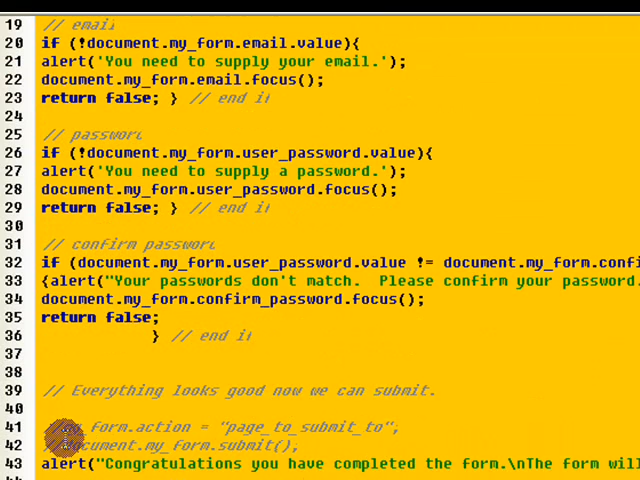 19 // email
20 if (!document.my_form.email.value){
21 alert('You need to supply your email.');
22 document.my_form.email.focus();
23 return false; } // end if
24
25 // password
26 if (!document.my_form.user_password.value){
27 alert('You need to supply a password.');
28 document.my_form.user_password.focus();
29 return false; } // end if
30
31 // confirm password
32 if (document.my_form.user_password.value != document.my_form.confi
33 {alert("Your passwords don't match. Please confirm your password.
34 document.my_form.confirm_password.focus();
35 return false;
36 } // end if
37
38
39 // Everything looks good now we can submit.
40
41 form.action = "page_to_submit_to";
42 //document.my_form.submit();
43 alert("Congratulations you have completed the form.\nThe form will